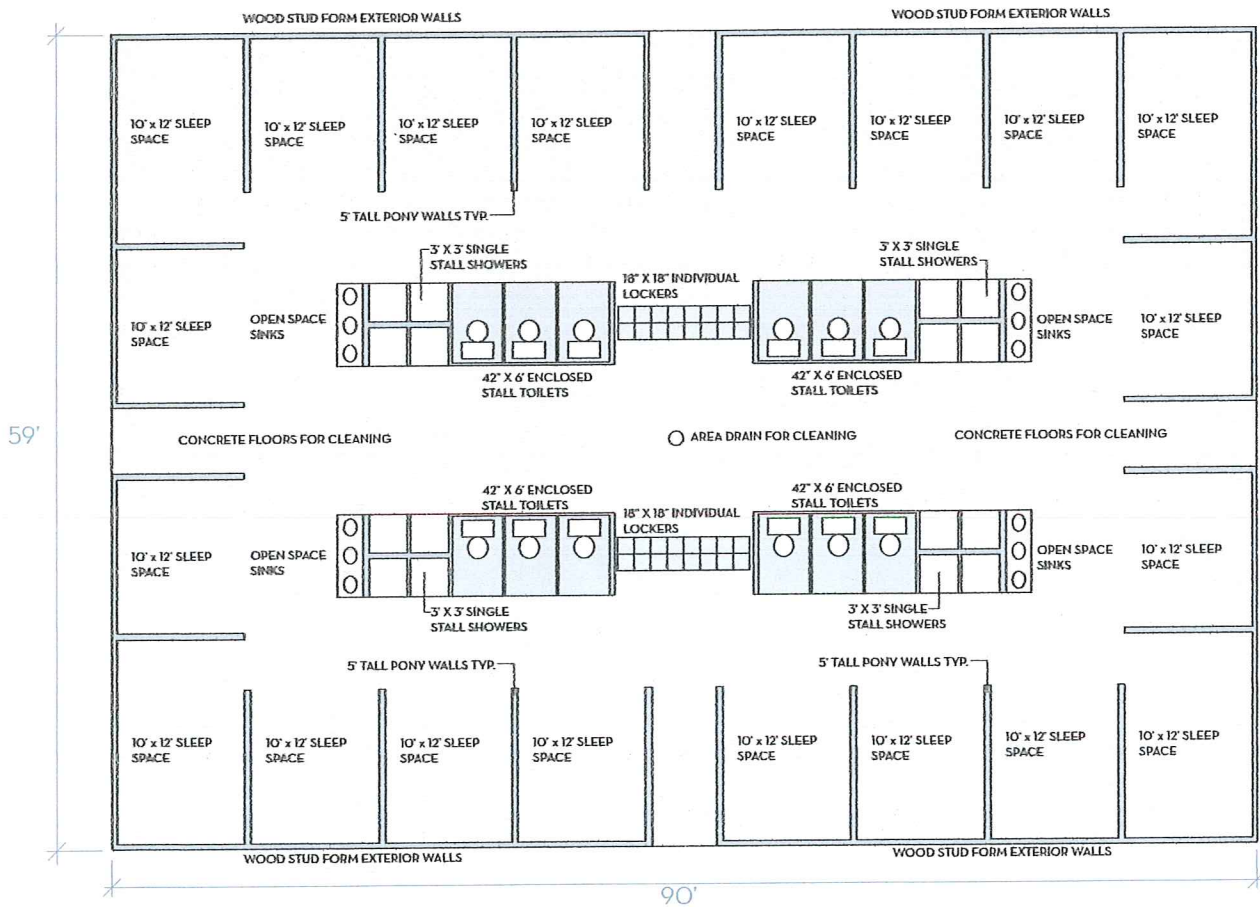 WOOD STUD FORM EXTERIOR WALLS
WOOD STUD FORM EXTERIOR WALLS
10' x 12' SLEEP
SPACE
10' x 12' SLEEP
SPACE
10' x 12' SLEEP
SPACE
10' x 12' SLEEP
SPACE
10' x 12' SLEEP
SPACE
10' x 12' SLEEP
SPACE
10' x 12' SLEEP
SPACE
10' x 12' SLEEP
SPACE
5' TALL PONY WALLS TYP.
3' X 3' SINGLE
STALL SHOWERS
18" X 18" INDIVIDUAL
LOCKERS
3' X 3' SINGLE
STALL SHOWERS
10' x 12' SLEEP
SPACE
OPEN SPACE
SINKS
OPEN SPACE
SINKS
10' x 12' SLEEP
SPACE
42" X 6' ENCLOSED
STALL TOILETS
42" X 6' ENCLOSED
STALL TOILETS
59'
CONCRETE FLOORS FOR CLEANING
AREA DRAIN FOR CLEANING
CONCRETE FLOORS FOR CLEANING
42" X 6' ENCLOSED
STALL TOILETS
18" X 18" INDIVIDUAL
LOCKERS
42" X 6' ENCLOSED
STALL TOILETS
10' x 12' SLEEP
SPACE
OPEN SPACE
SINKS
OPEN SPACE
SINKS
10' x 12' SLEEP
SPACE
3' X 3' SINGLE
STALL SHOWERS
3' X 3' SINGLE
STALL SHOWERS
5' TALL PONY WALLS TYP.
5' TALL PONY WALLS TYP.
10' x 12' SLEEP
SPACE
10' x 12' SLEEP
SPACE
10' x 12' SLEEP
SPACE
10' x 12' SLEEP
SPACE
10' x 12' SLEEP
SPACE
10' x 12' SLEEP
SPACE
10' x 12' SLEEP
SPACE
10' x 12' SLEEP
SPACE
WOOD STUD FORM EXTERIOR WALLS
WOOD STUD FORM EXTERIOR WALLS
90'